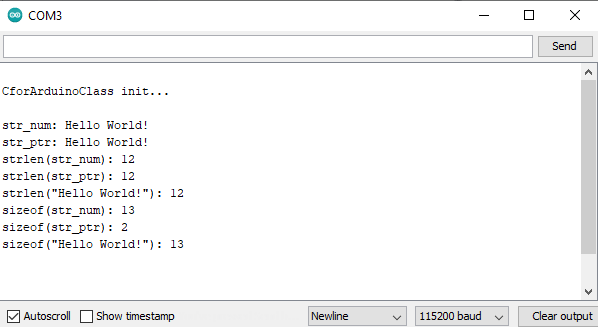 COM3
Send
CforArduinoClass init...
str_num: Hello World!
str_ptr: Hello World!
strlen(str_num): 12
strlen(str_ptr): 12
strlen("Hello World!"): 12
sizeof(str_num): 13
sizeof(str_ptr): 2
sizeof("Hello World!"): 13
Autoscroll Show timestamp Newline 115200 baud Clear output